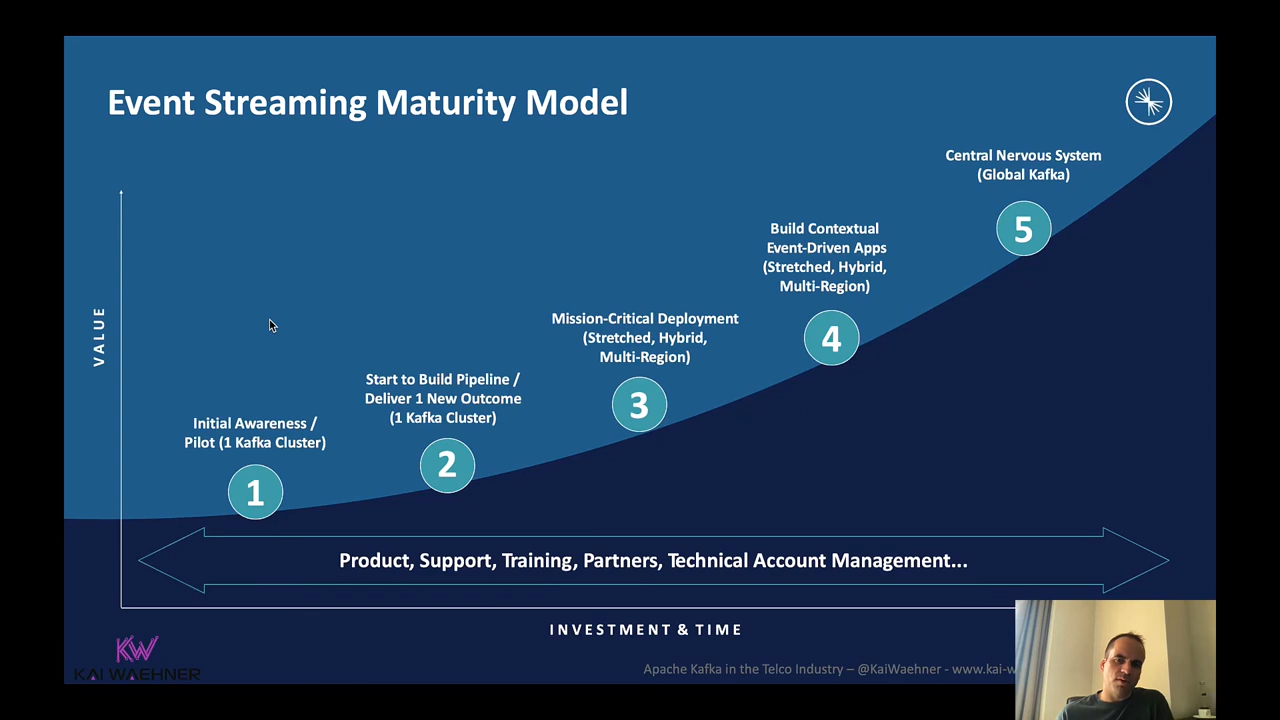 Event Streaming Maturity Model
Central Nervous System
(Global Kafka)
Build Contextual
Event-Driven Apps
(Stretched, Hybrid,
Multi-Region)
Mission-Critical Deployment
(Stretched, Hybrid,
Multi-Region)
Start to Build Pipeline /
Deliver 1 New Outcome
(1 Kafka Cluster)
Initial Awareness /
Pilot (1 Kafka Cluster)
5
4
3
2
1
VALUE
Product, Support, Training, Partners, Technical Account Management...
INVESTMENT & TIME
KW
KAI WAEHNER
Apache Kafka in the Telco Industry – @KaiWaehner - www.kai-w